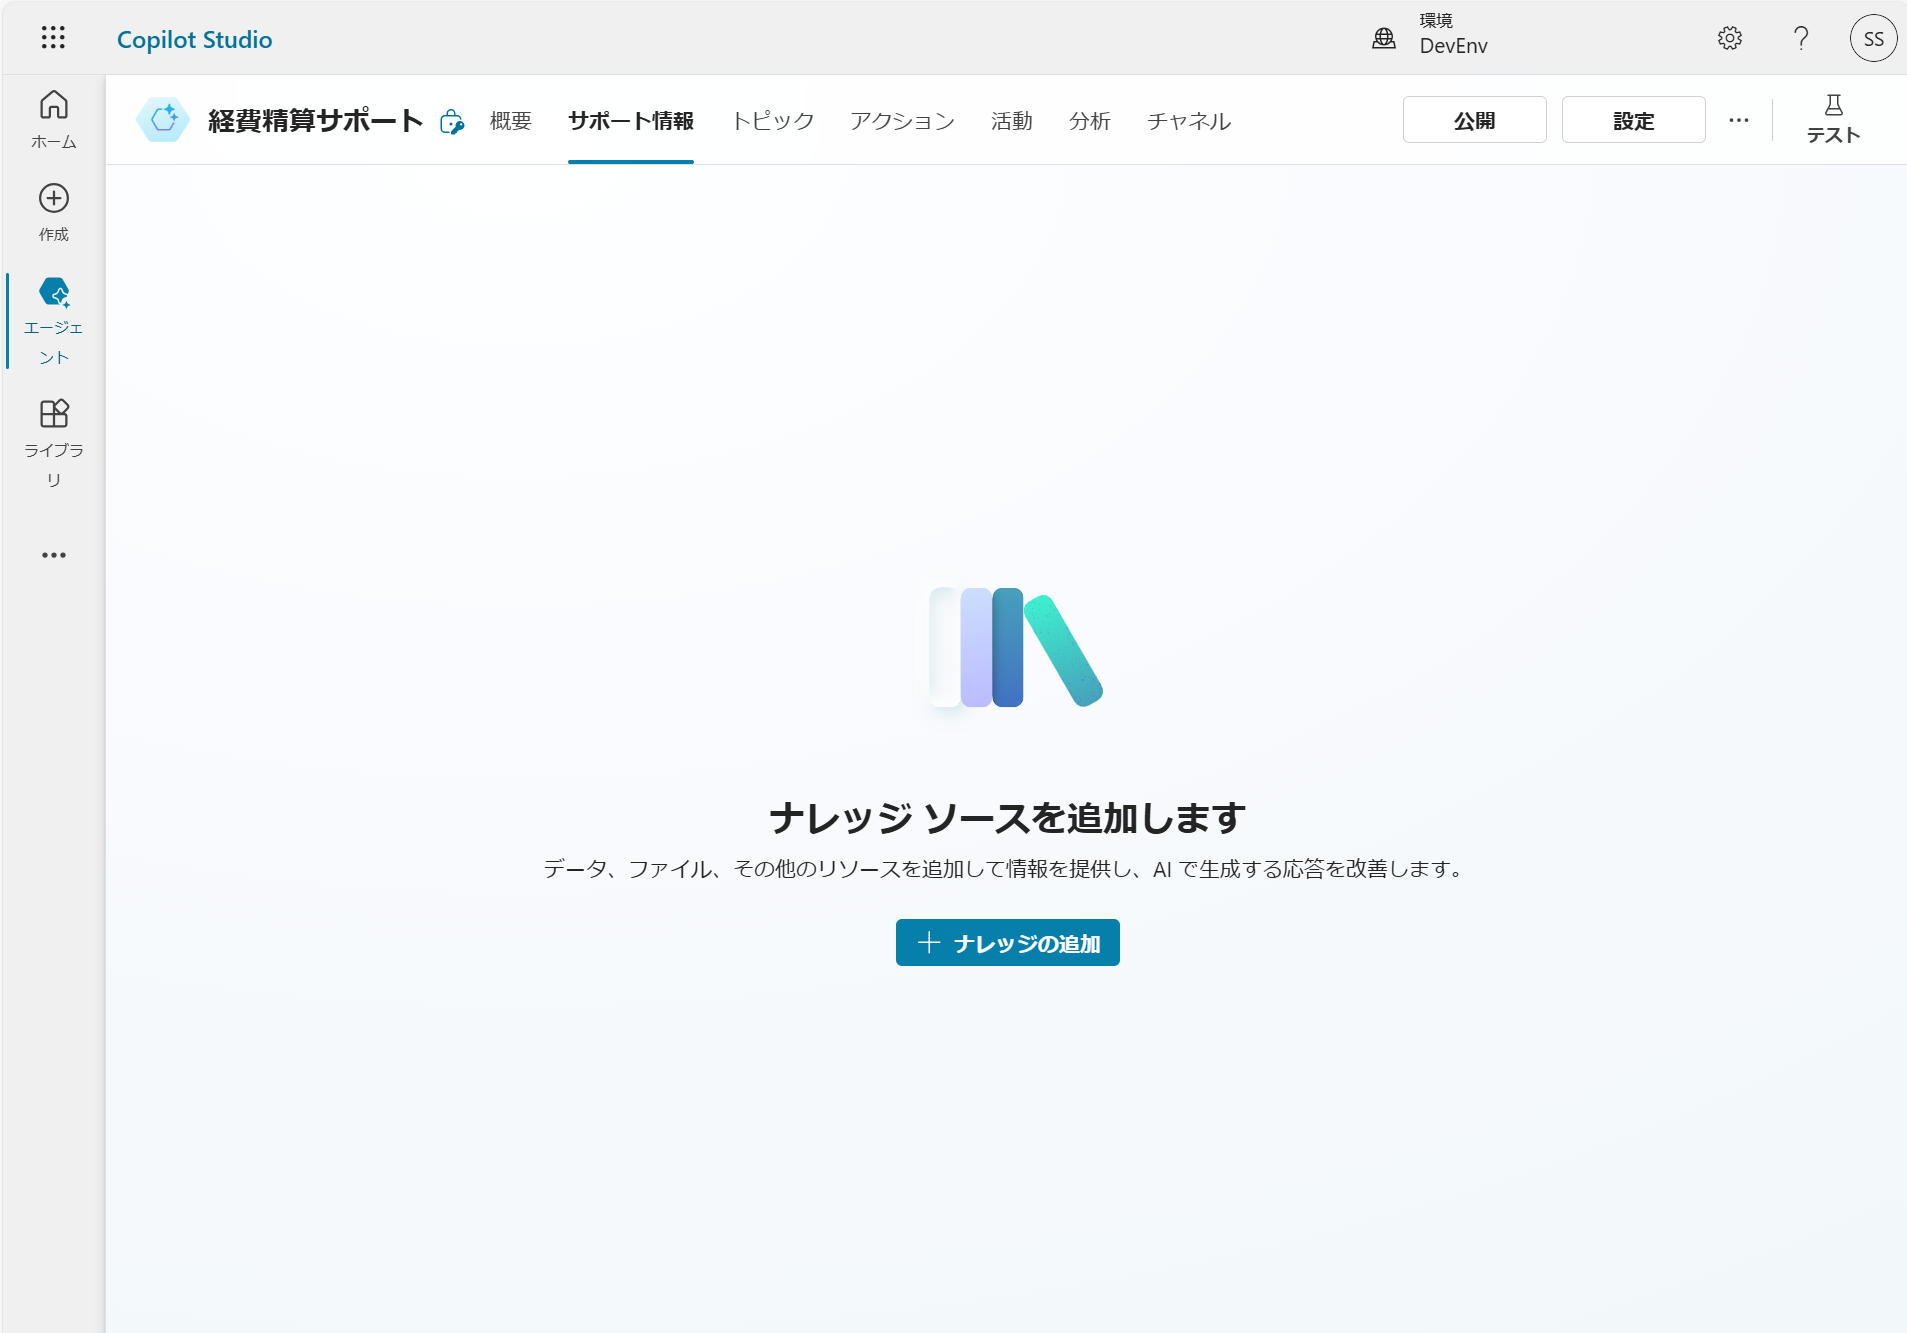 Copilot Studio
環境
DevEnv
SS
ホーム
作成
エージェ
ント
ライブラ
リ
経費精算サポート
概要
サポート情報
トピック
アクション
活動
分析
チャネル
公開
設定
テスト
ナレッジ ソースを追加します
データ、ファイル、その他のリソースを追加して情報を提供し、AI で生成する応答を改善します。
ナレッジの追加